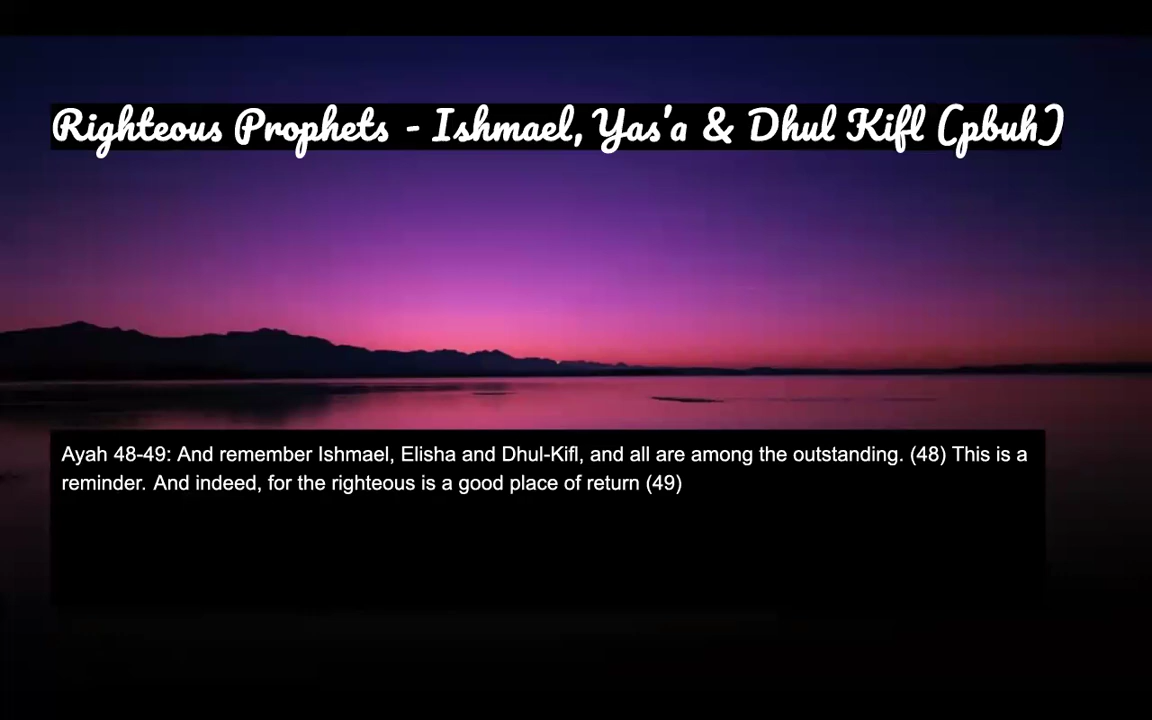 Righteous Prophets - Ishmael, Yas'a & Dhul Kifl (pbuh)
Ayah 48-49: And remember Ishmael, Elisha and Dhul-Kifl, and all are among the outstanding. (48) This is a
reminder. And indeed, for the righteous is a good place of return (49)